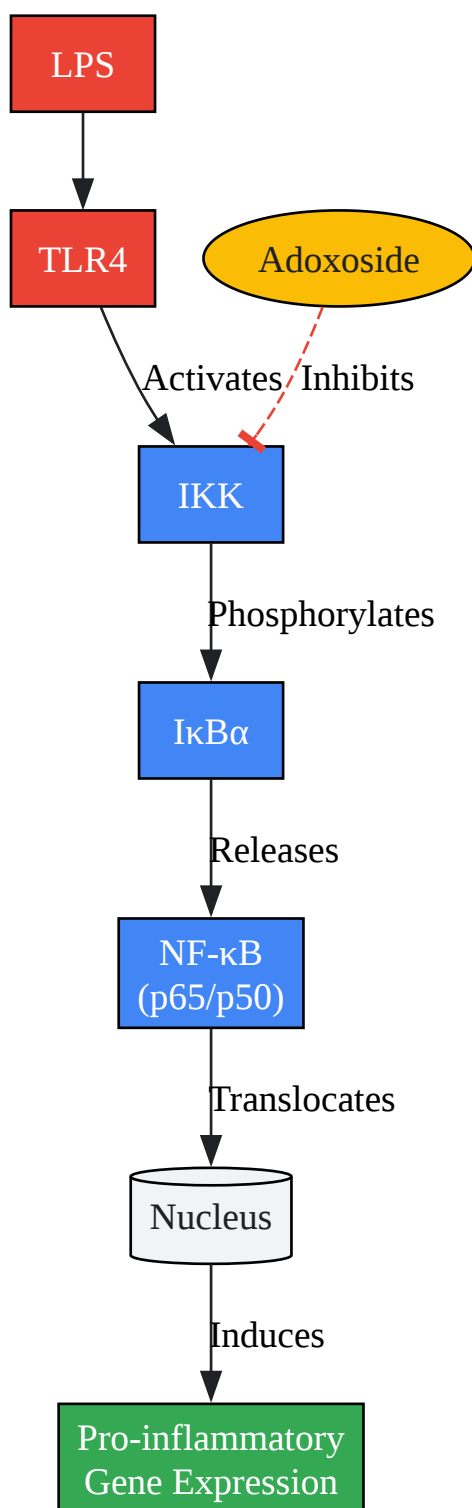 LPS
TLR4
Adoxoside
Activates
Inhibits
IKK
Phosphorylates
IκBα
Releases
NF-κB
(p65/p50)
Translocates
Nucleus
Induces
Pro-inflammatory
Gene Expression